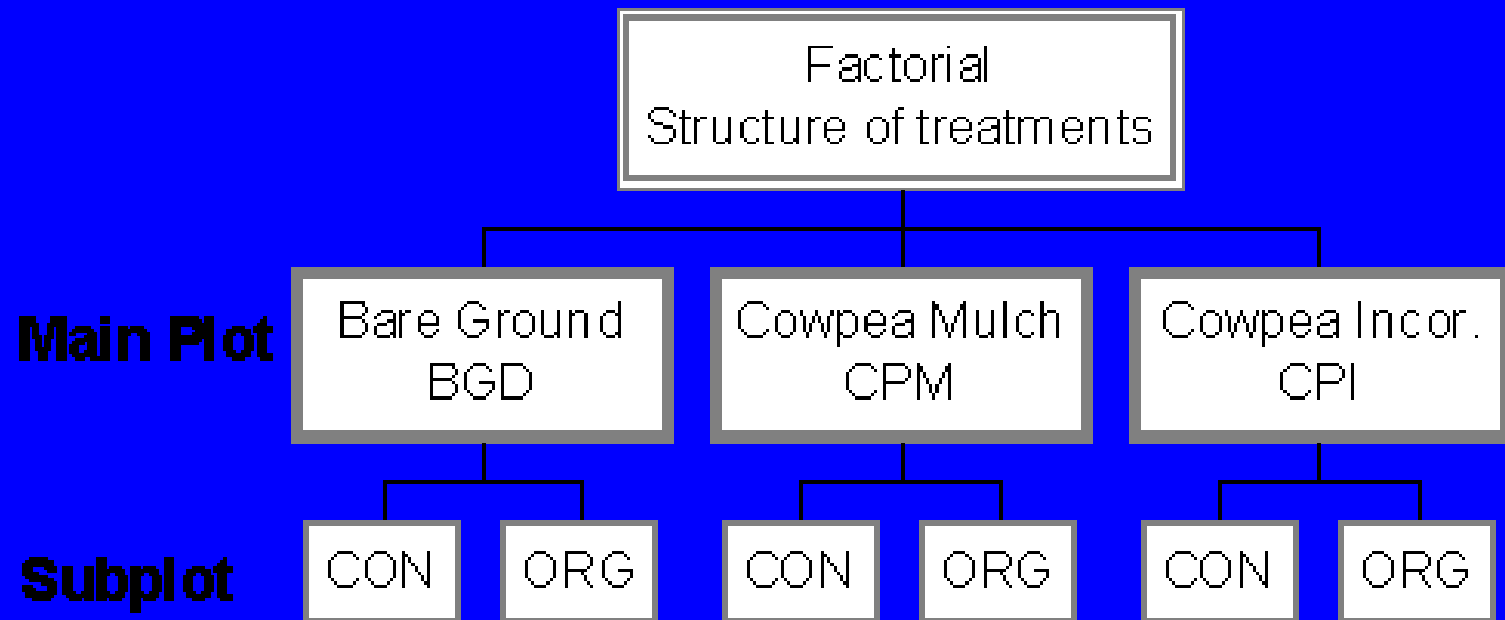 Factorial
Structure of treatments
Main Plot
Bare Ground
BGD
Cowpea Mulch
CPM
Cowpea Incor.
CPI
Subplot
CON
ORG
CON
ORG
CON
ORG